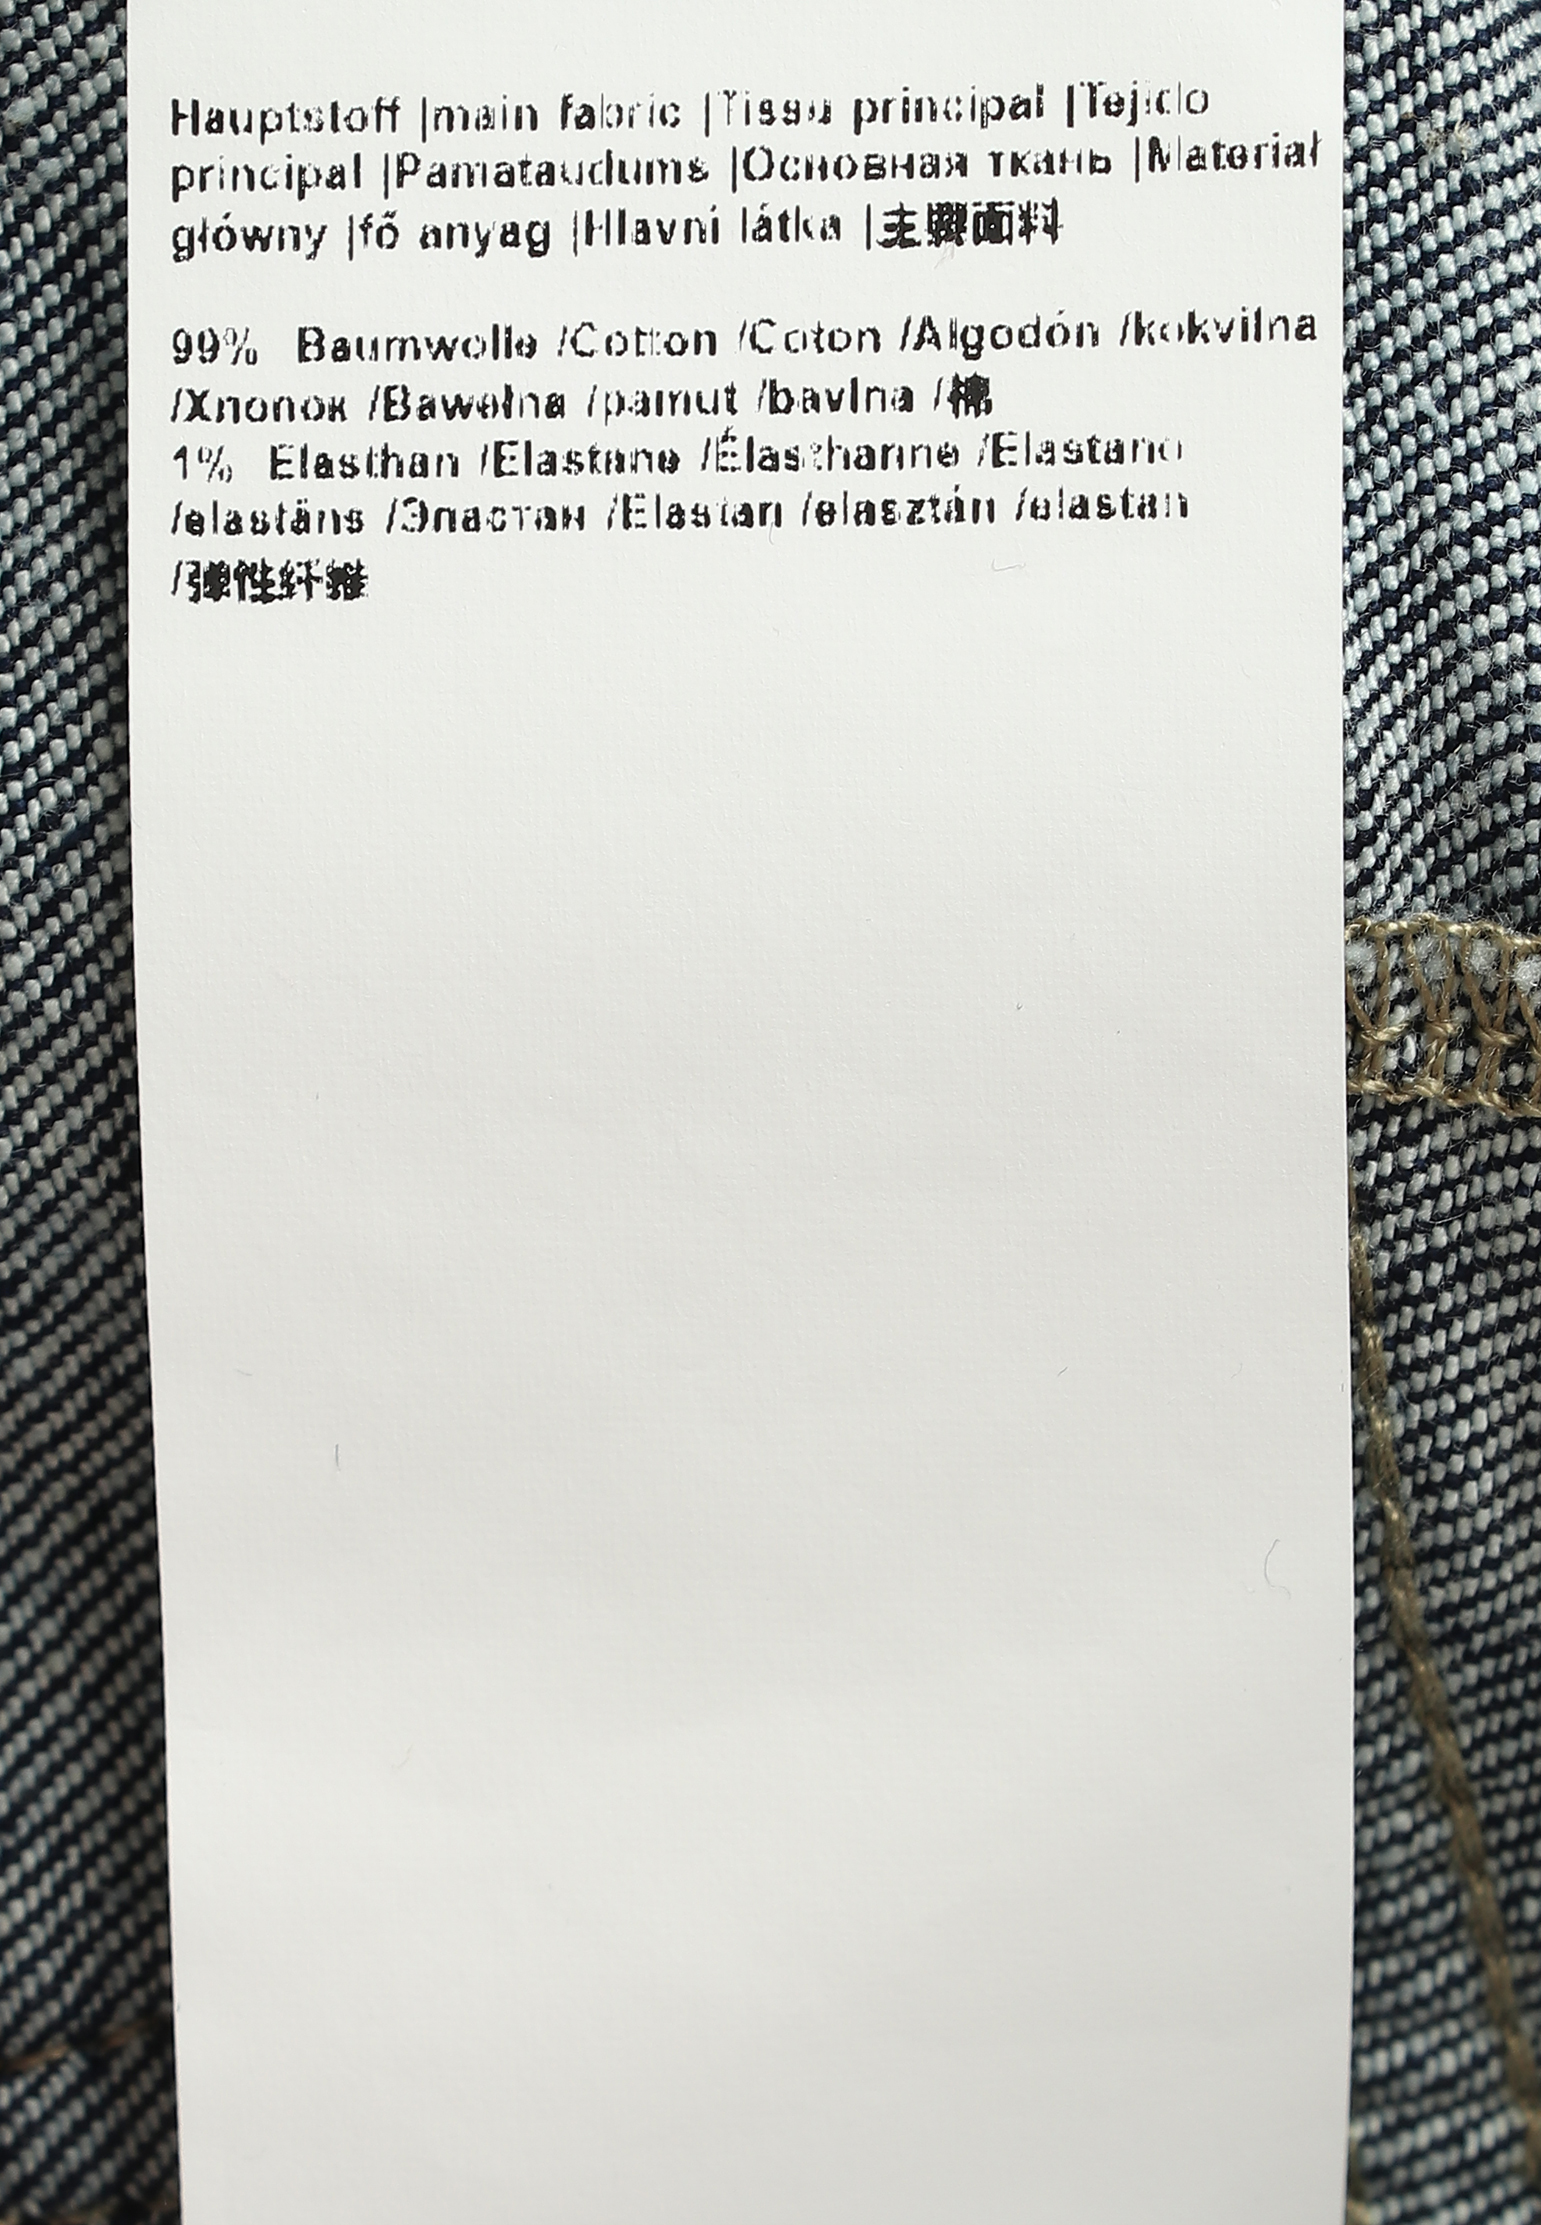 Hauptstoff |main fabric |Tissu principal |Tejido
principal |Pamataudums |Основная ткань |Materiał
główny |fő anyag |Hlavní látka |主要面料
99% Baumwolle /Cotton /Coton /Algodón /kokvilna
/Хлопок /Bawełna /pamut /bavlna /棉
1% Elasthan /Elastane /Élasthanne /Elastano
/elastāns /Эластан /Elastan /elasztán /elastan
/弹性纤维